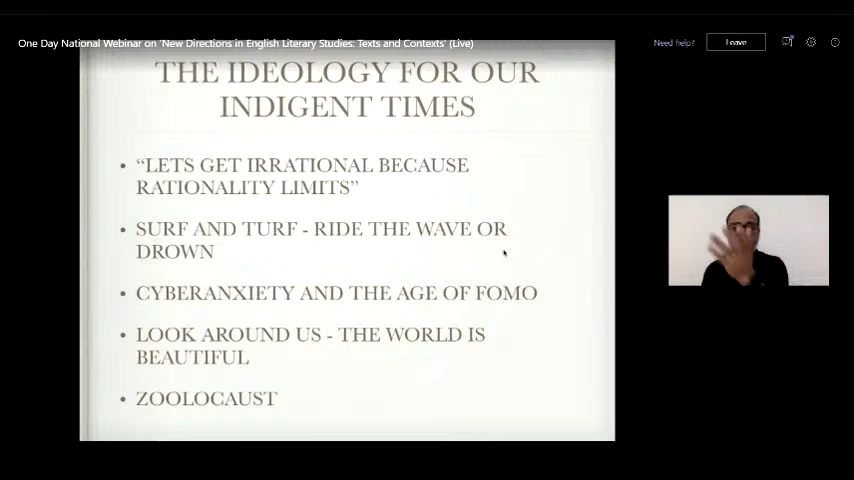 One Day National Webinar on 'New Directions in English Literary Studies: Texts and Contexts' (Live)
Need help?
Leave
THE IDEOLOGY FOR OUR
INDIGENT TIMES
• “LETS GET IRRATIONAL BECAUSE
RATIONALITY LIMITS”
• SURF AND TURF - RIDE THE WAVE OR
DROWN
• CYBERANXIETY AND THE AGE OF FOMO
• LOOK AROUND US - THE WORLD IS
BEAUTIFUL
• ZOOLOCAUST